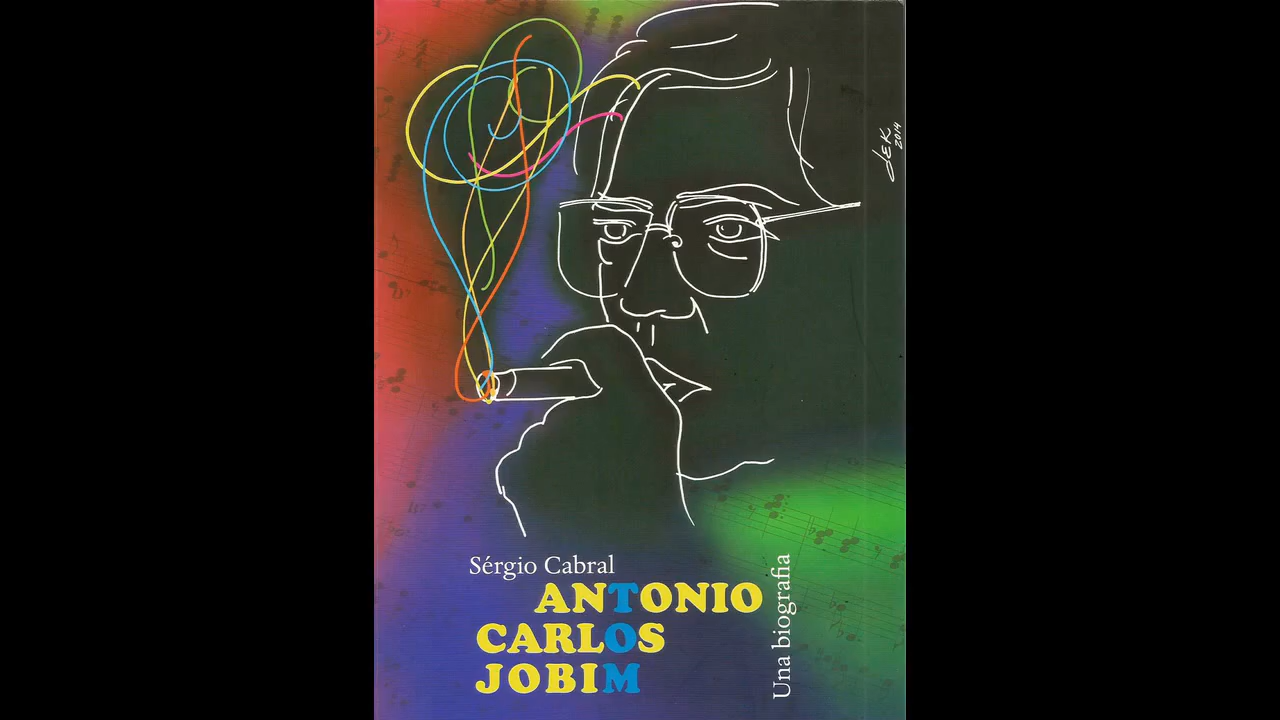 JEK
2014
Sérgio Cabral
ANTONIO
CARLOS
JOBIM
Una biografia